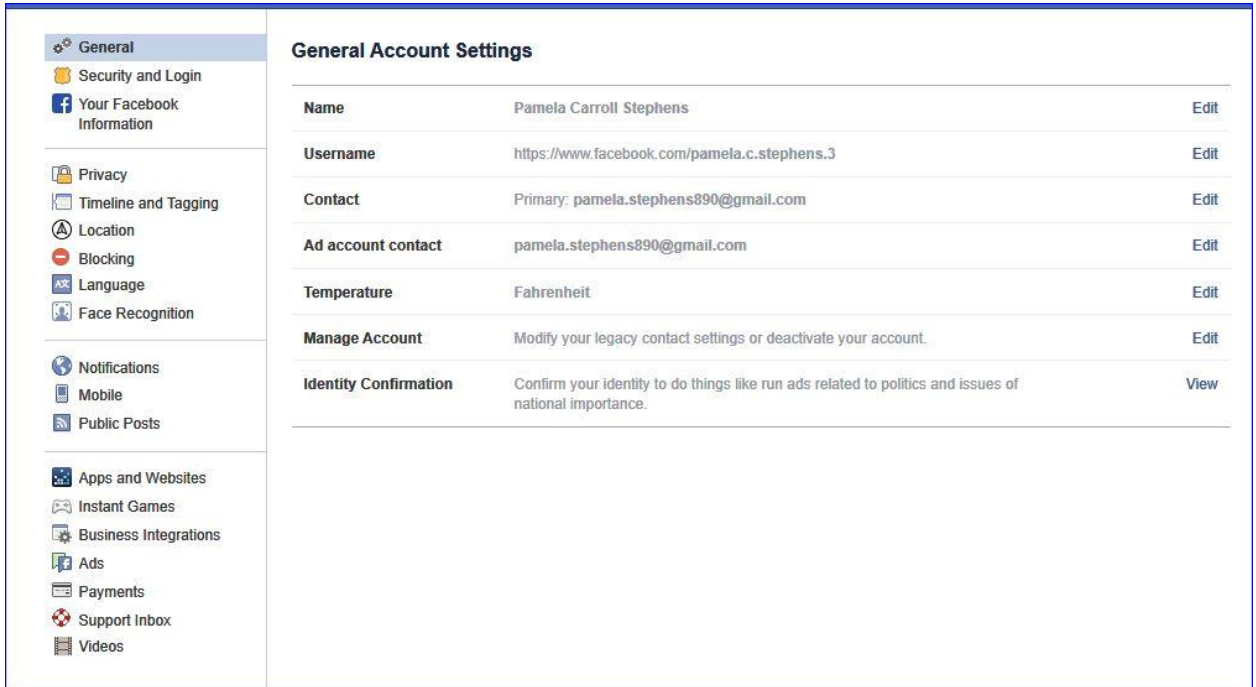 General
Security and Login
Your Facebook
Information
Privacy
Timeline and Tagging
Location
Blocking
Language
Face Recognition
Notifications
Mobile
Public Posts
Apps and Websites
Instant Games
Business Integrations
Ads
Payments
Support Inbox
Videos
General Account Settings
Name Pamela Carroll Stephens Edit
Username https://www.facebook.com/pamela.c.stephens.3 Edit
Contact Primary: pamela.stephens890@gmail.com Edit
Ad account contact pamela.stephens890@gmail.com Edit
Temperature Fahrenheit Edit
Manage Account Modify your legacy contact settings or deactivate your account. Edit
Identity Confirmation Confirm your identity to do things like run ads related to politics and issues of View
national importance.